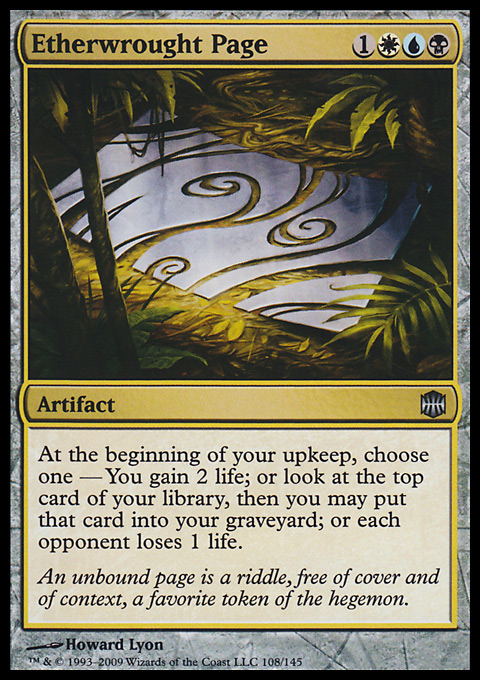 Etherwrought Page 1
Artifact
At the beginning of your upkeep, choose
one — You gain 2 life; or look at the top
card of your library, then you may put
that card into your graveyard; or each
opponent loses 1 life.
An unbound page is a riddle, free of cover and
of context, a favorite token of the hegemon.
Howard Lyon
™ & © 1993–2009 Wizards of the Coast LLC 108/145